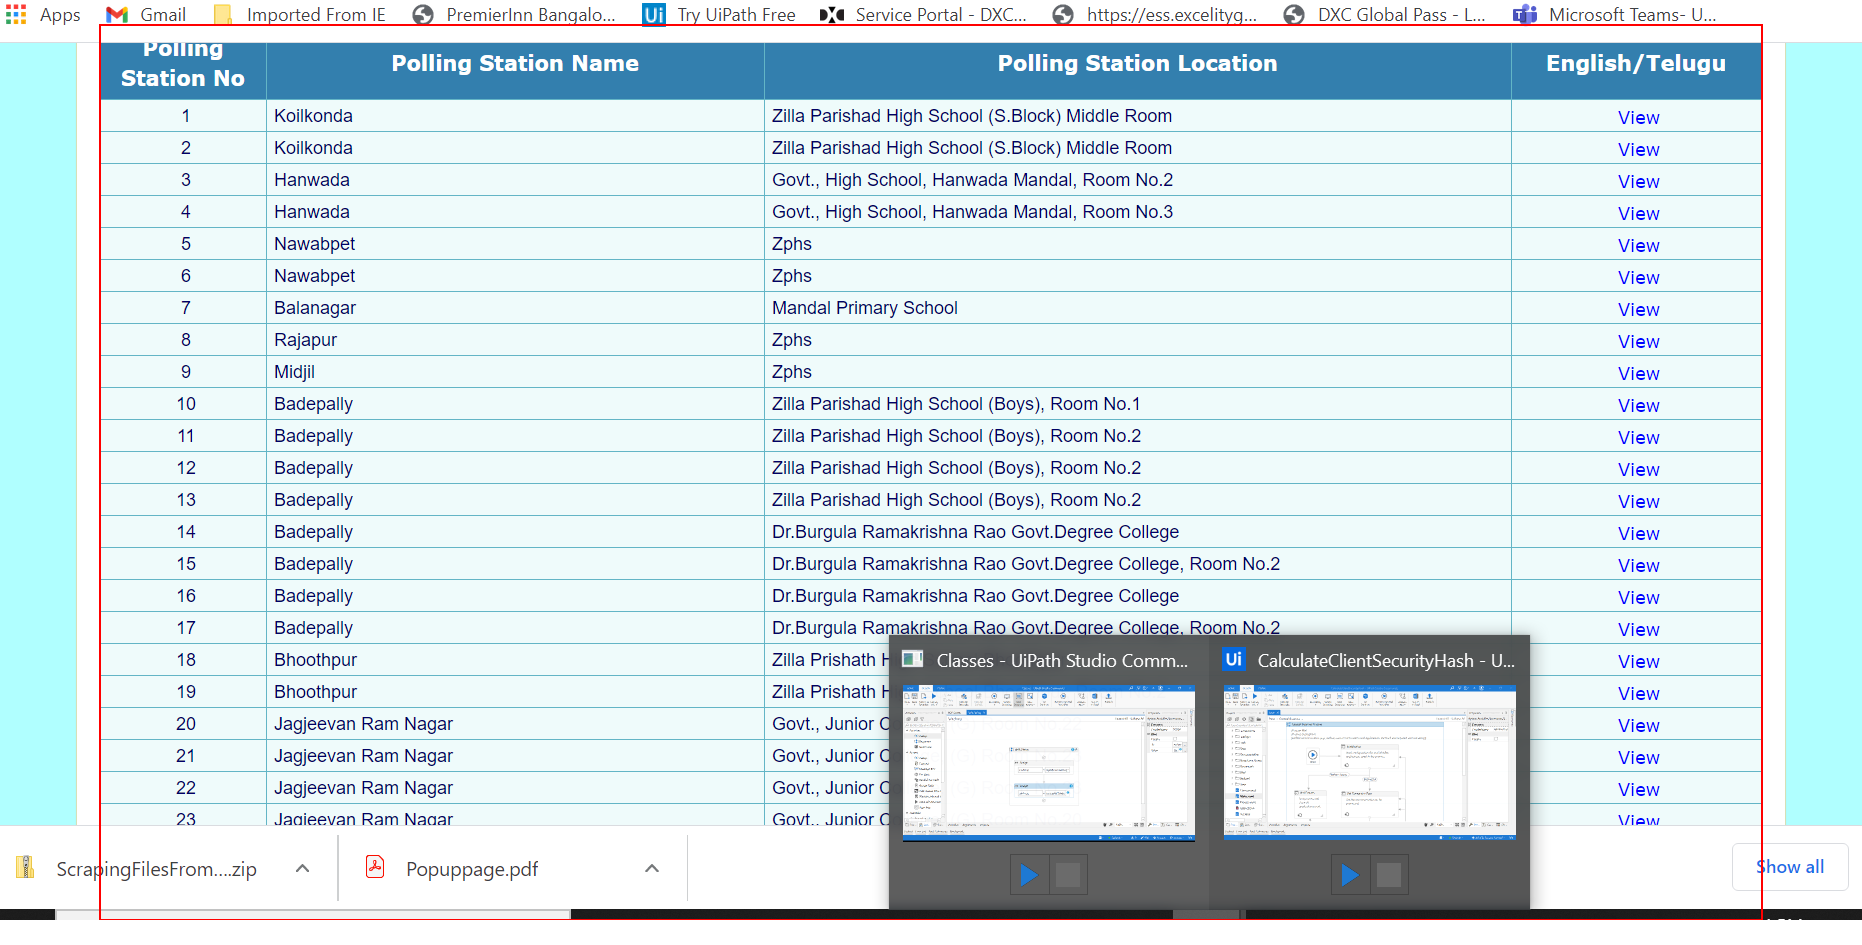 Apps Gmail Imported From IE PremierInn Bangalo... Try UiPath Free Service Portal - DXC... https://ess.excelityg... DXC Global Pass - L... Microsoft Teams- U...
Polling Station No Polling Station Name Polling Station Location English/Telugu
1 Koilkonda Zilla Parishad High School (S.Block) Middle Room View
2 Koilkonda Zilla Parishad High School (S.Block) Middle Room View
3 Hanwada Govt., High School, Hanwada Mandal, Room No.2 View
4 Hanwada Govt., High School, Hanwada Mandal, Room No.3 View
5 Nawabpet Zphs View
6 Nawabpet Zphs View
7 Balanagar Mandal Primary School View
8 Rajapur Zphs View
9 Midjil Zphs View
10 Badepally Zilla Parishad High School (Boys), Room No.1 View
11 Badepally Zilla Parishad High School (Boys), Room No.2 View
12 Badepally Zilla Parishad High School (Boys), Room No.2 View
13 Badepally Zilla Parishad High School (Boys), Room No.2 View
14 Badepally Dr.Burgula Ramakrishna Rao Govt.Degree College View
15 Badepally Dr.Burgula Ramakrishna Rao Govt.Degree College, Room No.2 View
16 Badepally Dr.Burgula Ramakrishna Rao Govt.Degree College View
17 Badepally Dr.Burgula Ramakrishna Rao Govt.Degree College, Room No.2 View
18 Bhoothpur Zilla Prishath H View
19 Bhoothpur Zilla Prishath H View
20 Jagjeevan Ram Nagar Govt., Junior C View
21 Jagjeevan Ram Nagar Govt., Junior C View
22 Jagjeevan Ram Nagar Govt., Junior C View
23 Jagjeevan Ram Nagar Govt., Junior C View
Classes - UiPath Studio Comm... Ui CalculateClientSecurityHash - U...
ScrapingFilesFrom....zip Popuppage.pdf Show all